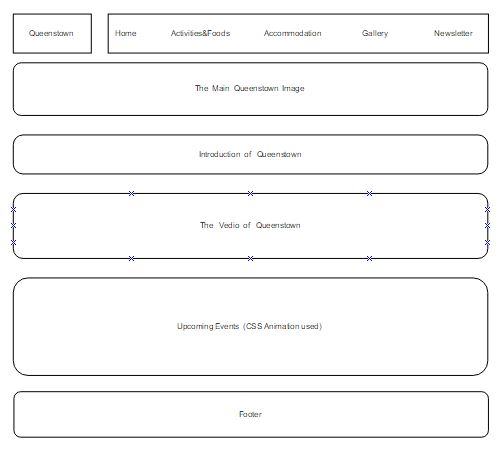 Queenstown
Home Activities&Foods Accommodation Gallery Newsletter
The Main Queenstown Image
Introduction of Queenstown
The Vedio of Queenstown
Upcoming Events (CSS Animation used)
Footer